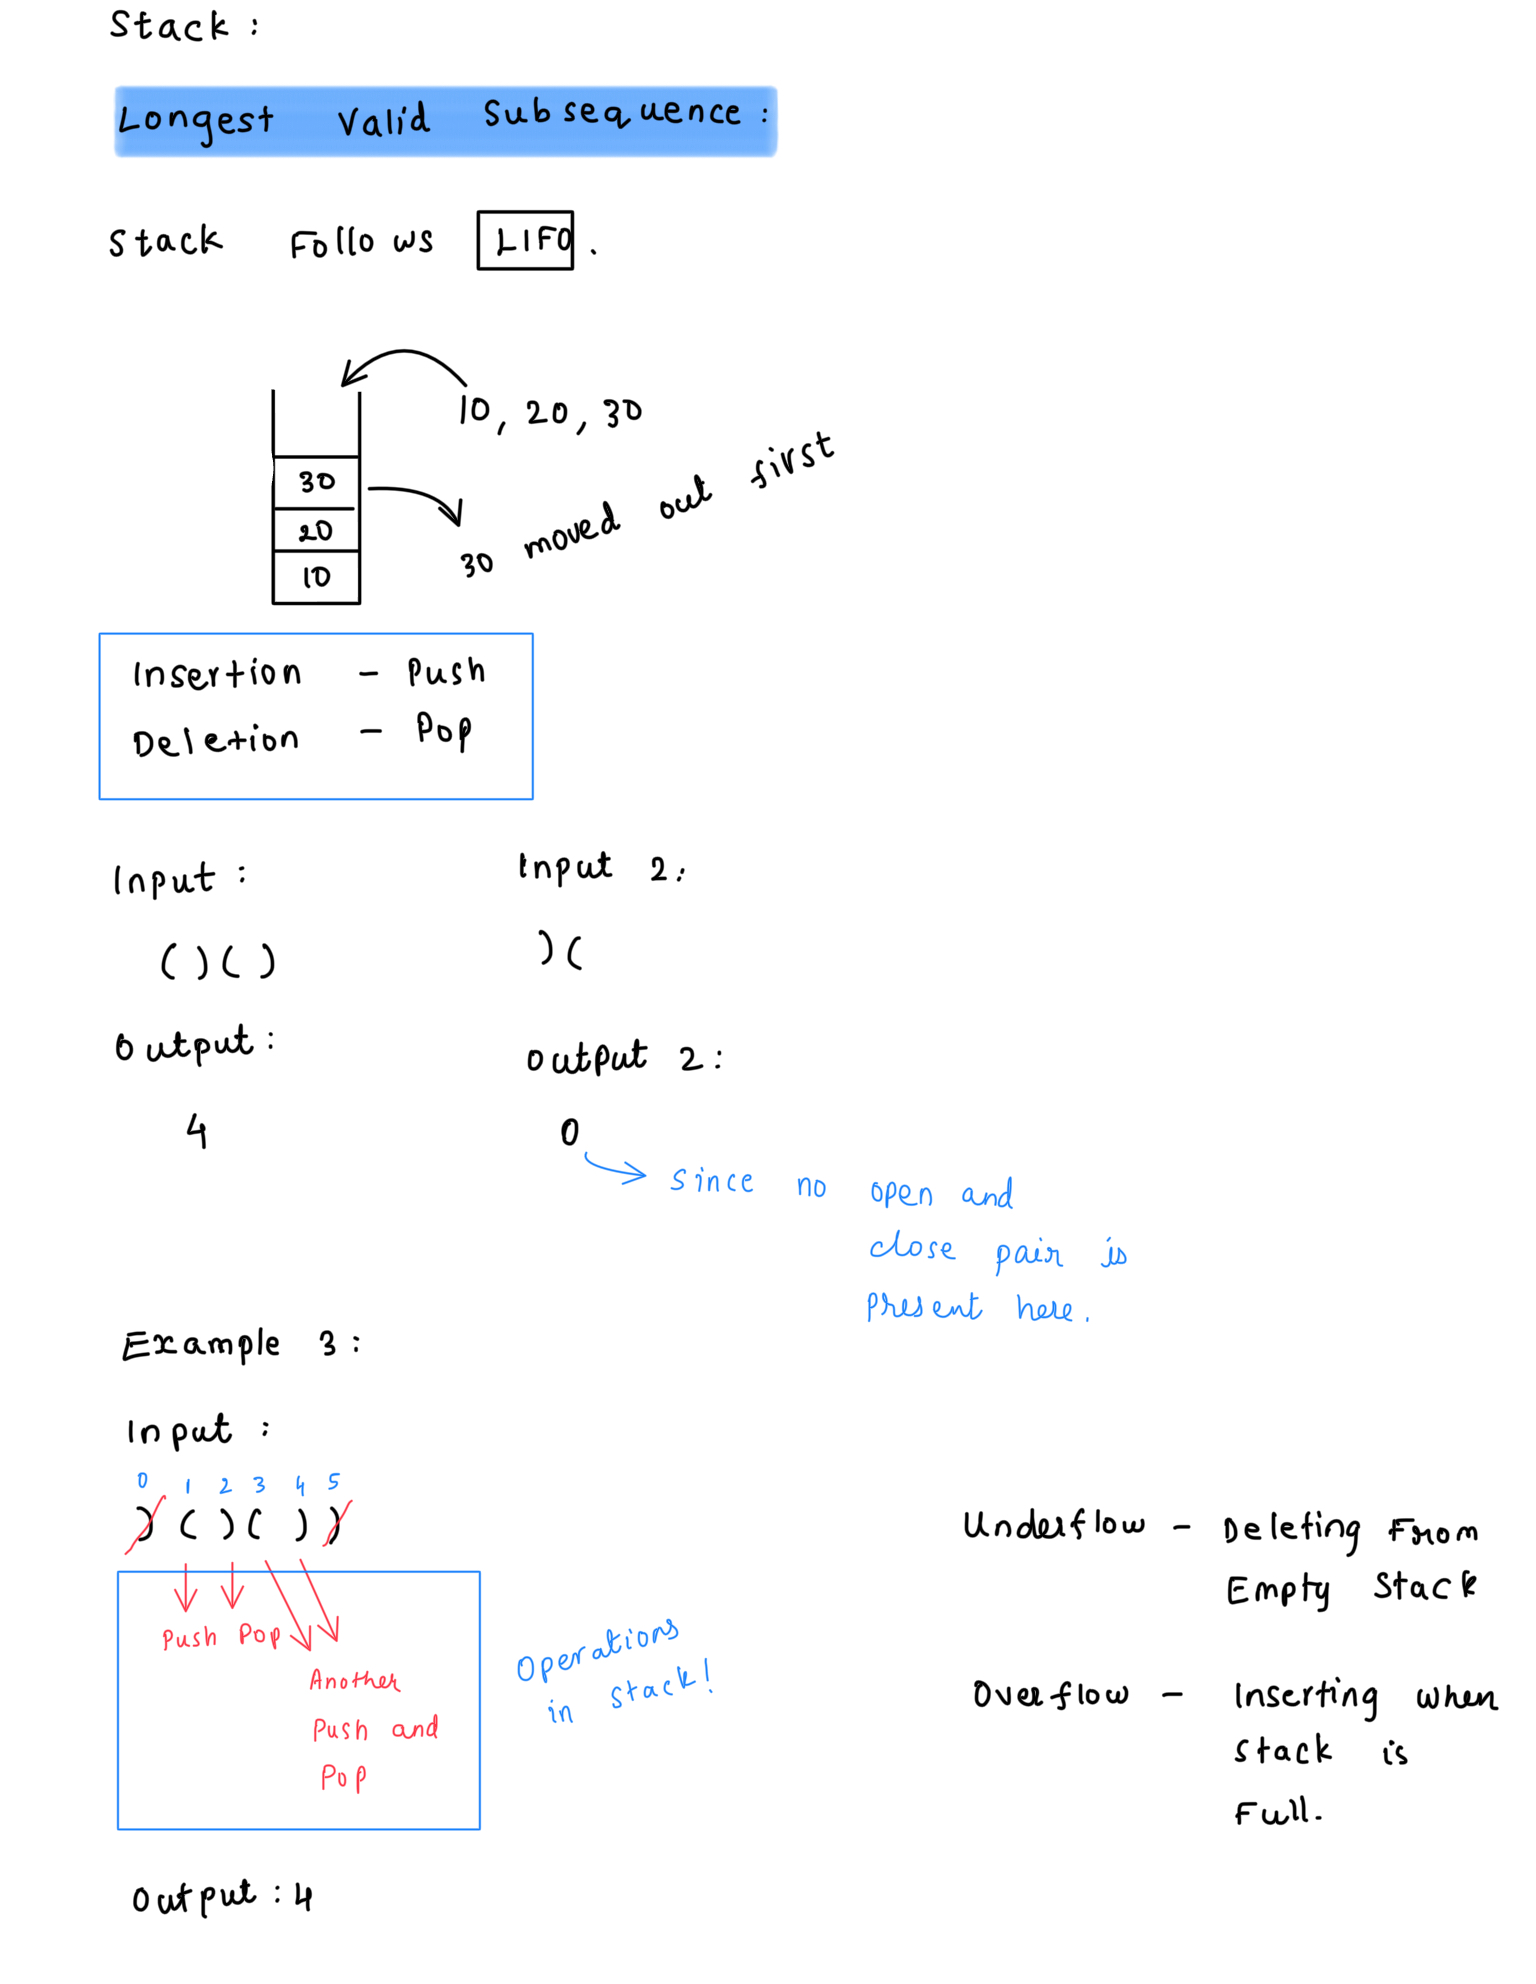 Stack :
Longest Valid Subsequence :
Stack Follows LIFO.
10, 20, 30
30
20
10
30 moved out first
Insertion - Push
Deletion - Pop
Input :
( ) ( )
Output :
4
Input 2:
) (
Output 2 :
0
Since no open and
close pair is
present here.
Example 3 :
Input :
0 1 2 3 4 5
) ( ) ( ) )
Push Pop
Another
Push and
Pop
Operations
in stack!
Output : 4
Underflow - Deleting From
Empty Stack
Overflow - Inserting when
Stack is
Full.